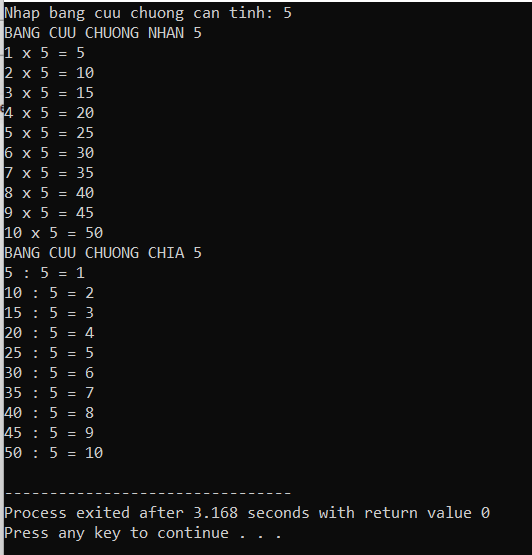 Nhap bang cuu chuong can tinh: 5
BANG CUU CHUONG NHAN 5
1 x 5 = 5
2 x 5 = 10
3 x 5 = 15
4 x 5 = 20
5 x 5 = 25
6 x 5 = 30
7 x 5 = 35
8 x 5 = 40
9 x 5 = 45
10 x 5 = 50
BANG CUU CHUONG CHIA 5
5 : 5 = 1
10 : 5 = 2
15 : 5 = 3
20 : 5 = 4
25 : 5 = 5
30 : 5 = 6
35 : 5 = 7
40 : 5 = 8
45 : 5 = 9
50 : 5 = 10
--------------------------------
Process exited after 3.168 seconds with return value 0
Press any key to continue . . .